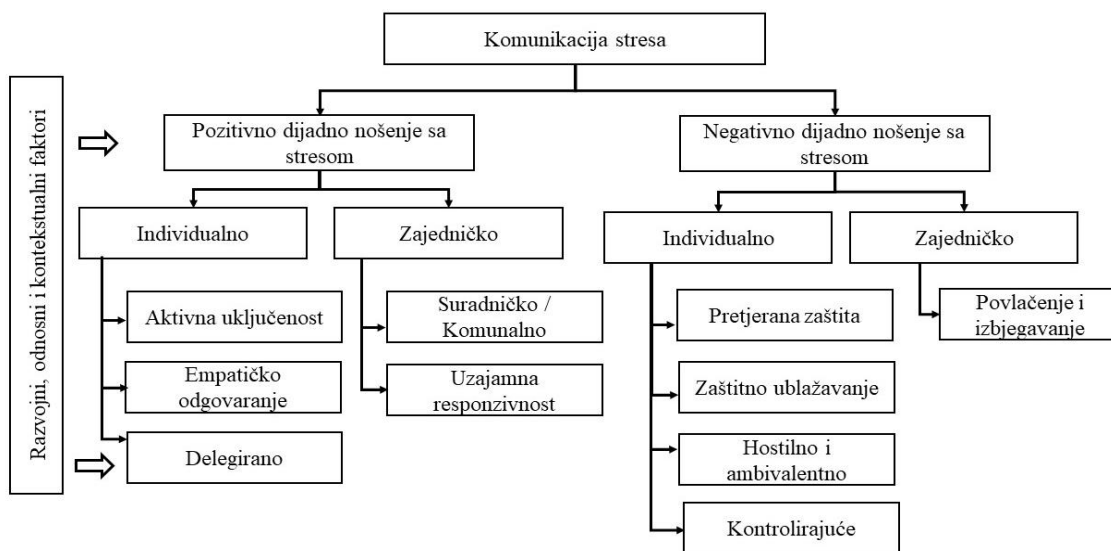 Komunikacija stresa
Razvojni, odnosni i kontekstualni faktori
Pozitivno dijadno nošenje sa
stresom
Negativno dijadno nošenje sa
stresom
Individualno
Zajedničko
Individualno
Zajedničko
Aktivna uključenost
Empatičko
odgovaranje
Delegirano
Suradničko /
Komunalno
Uzajamna
responzivnost
Pretjerana zaštita
Zaštitno ublažavanje
Hostilno i
ambivalentno
Kontrolirajuće
Povlačenje i
izbjegavanje